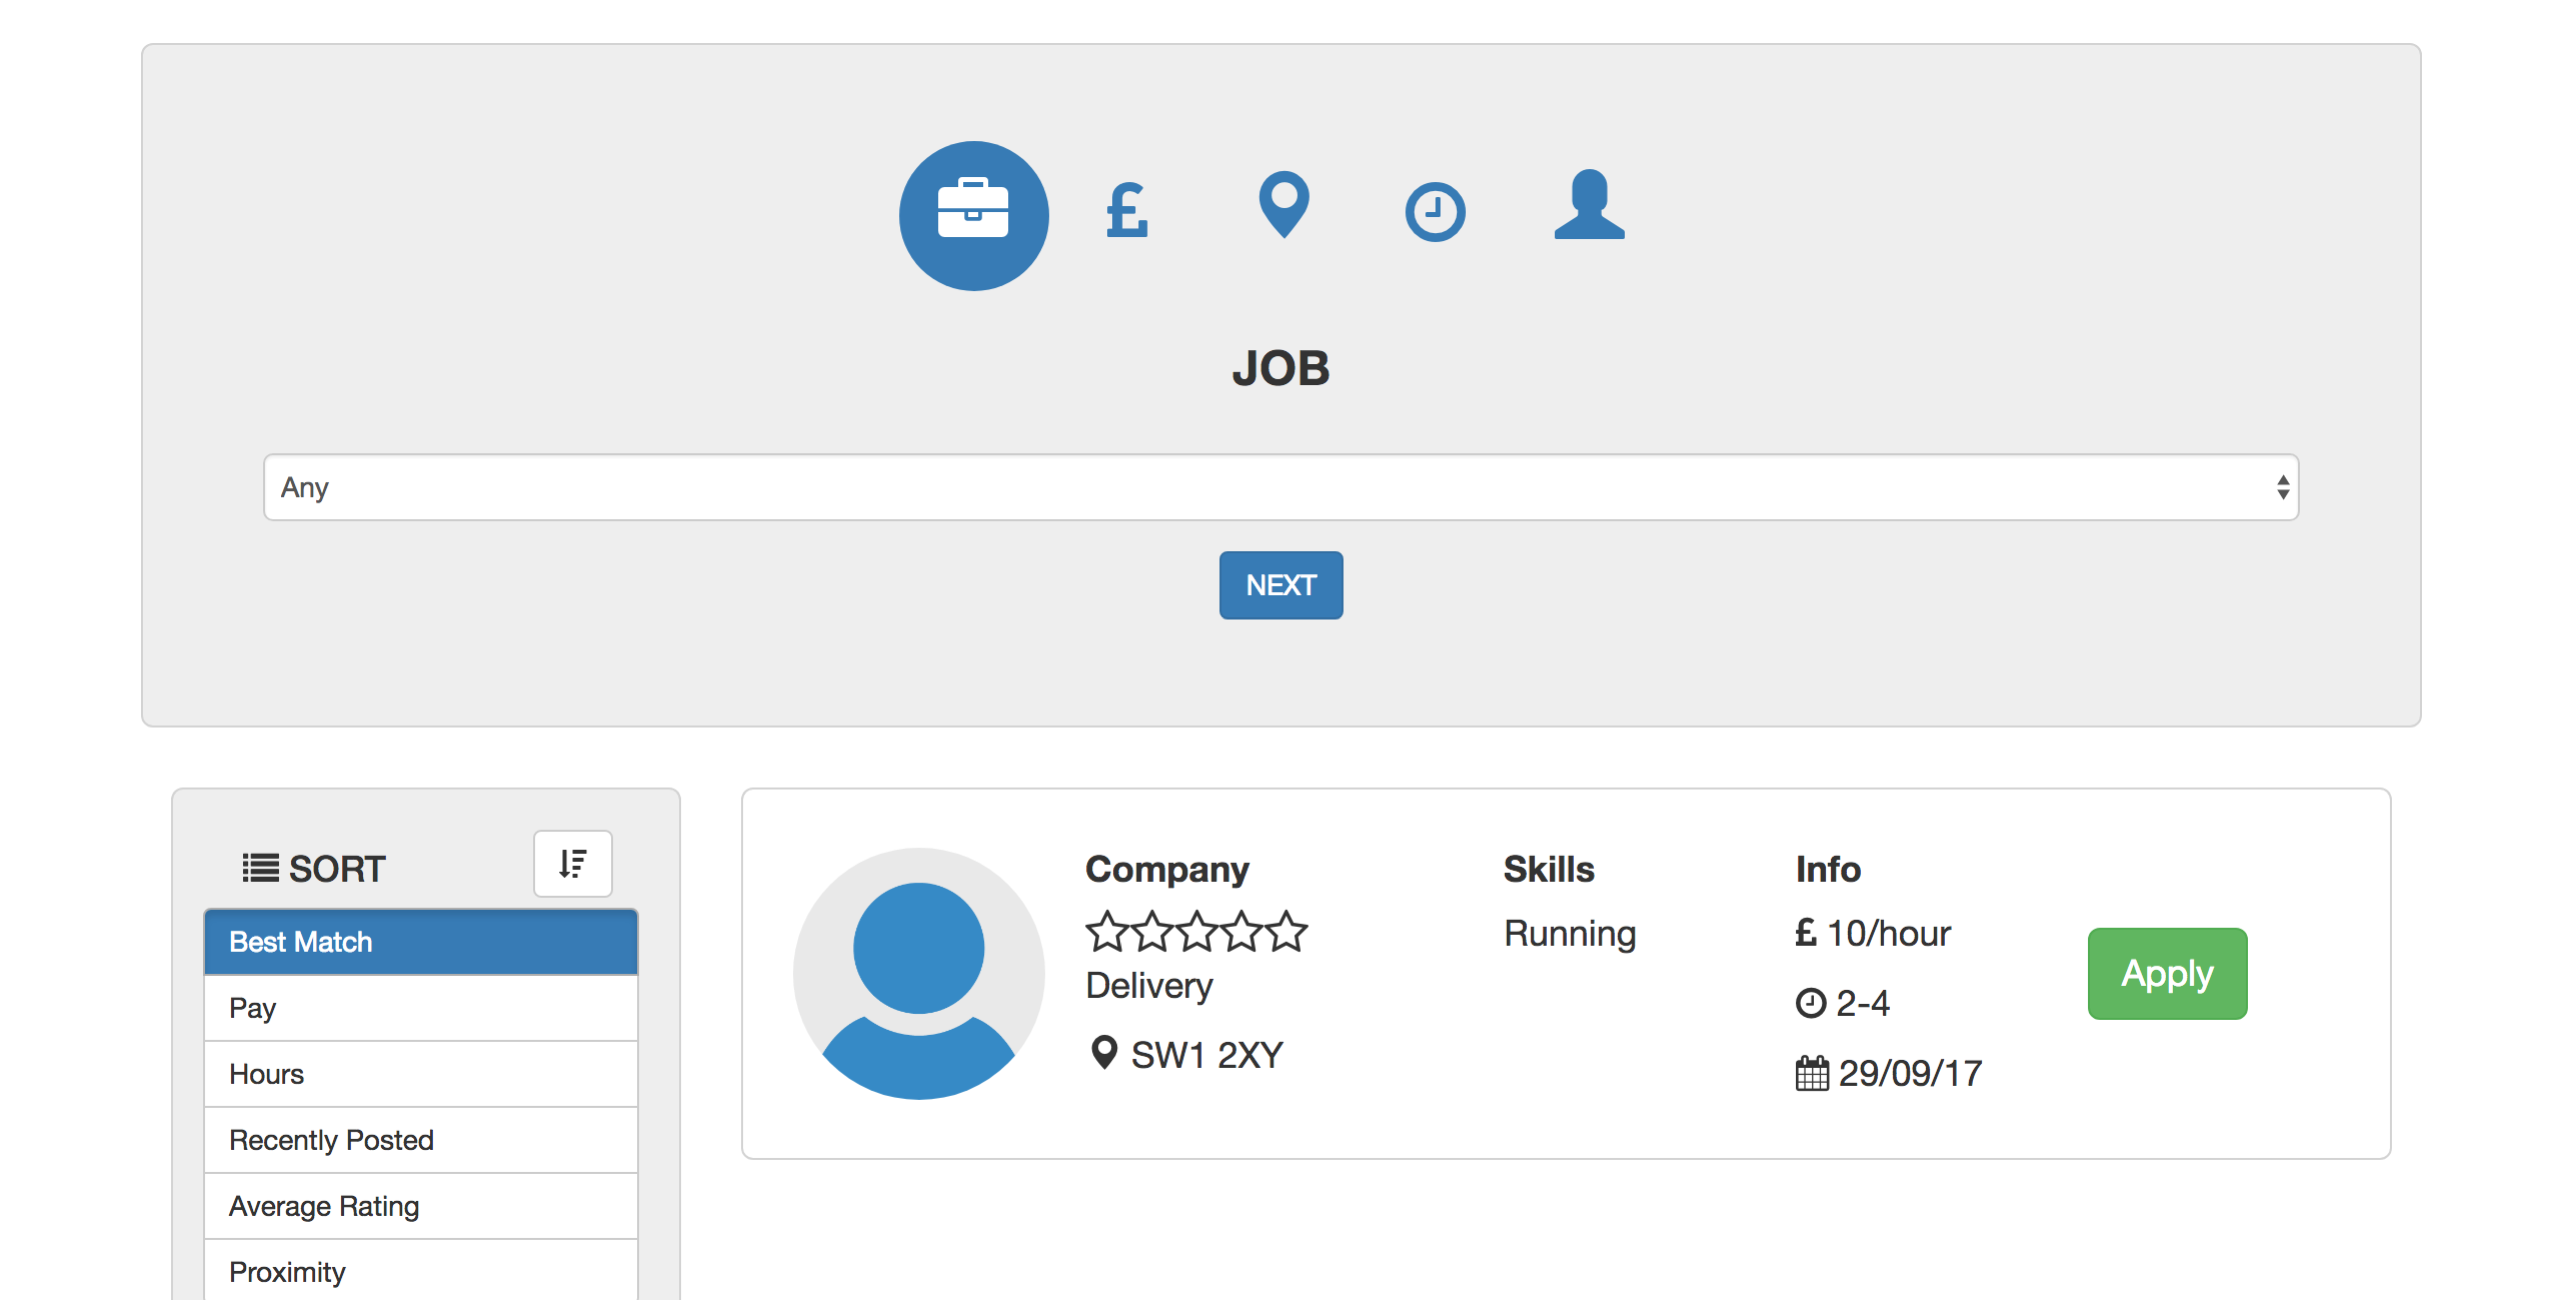 £
JOB
Any
NEXT
SORT
Best Match
Pay
Hours
Recently Posted
Average Rating
Proximity
Company
Delivery
SW1 2XY
Skills
Running
Info
£ 10/hour
2-4
29/09/17
Apply